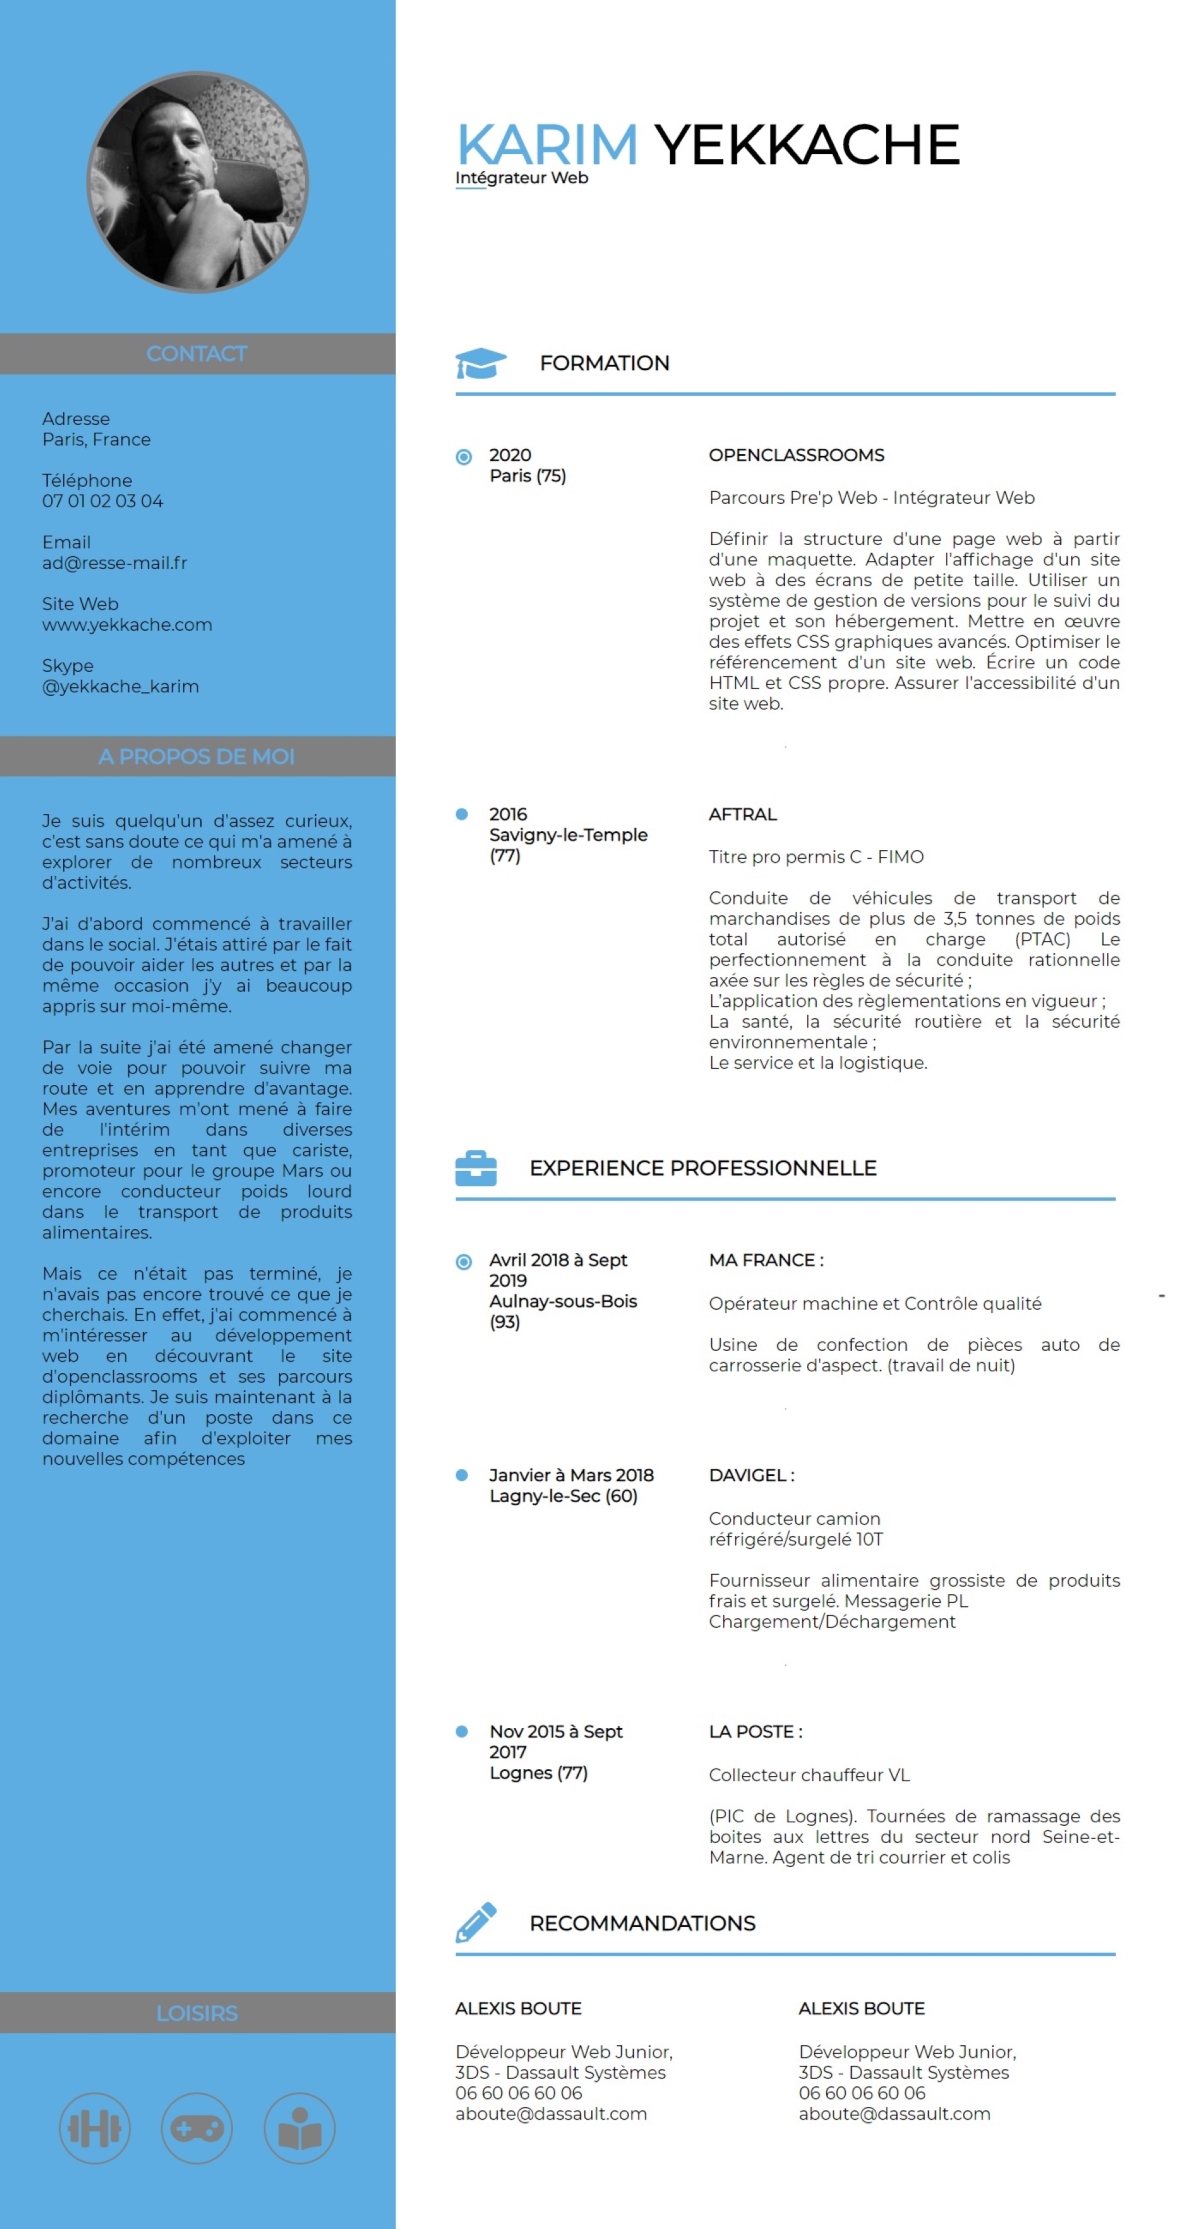 KARIM YEKKACHE
Intégrateur Web
CONTACT
Adresse
Paris, France
Téléphone
07 01 02 03 04
Email
ad@resse-mail.fr
Site Web
www.yekkache.com
Skype
@yekkache_karim
A PROPOS DE MOI
Je suis quelqu'un d'assez curieux,
c'est sans doute ce qui m'a amené à
explorer de nombreux secteurs
d'activités.
J'ai d'abord commencé à travailler
dans le social. J'étais attiré par le fait
de pouvoir aider les autres et par la
même occasion j'y ai beaucoup
appris sur moi-même.
Par la suite j'ai été amené changer
de voie pour pouvoir suivre ma
route et en apprendre d'avantage.
Mes aventures m'ont mené à faire
de l'intérim dans diverses
entreprises en tant que cariste,
promoteur pour le groupe Mars ou
encore conducteur poids lourd
dans le transport de produits
alimentaires.
Mais ce n'était pas terminé, je
n'avais pas encore trouvé ce que je
cherchais. En effet, j'ai commencé à
m'intéresser au développement
web en découvrant le site
d'openclassrooms et ses parcours
diplômants. Je suis maintenant à la
recherche d'un poste dans ce
domaine afin d'exploiter mes
nouvelles compétences
LOISIRS
FORMATION
2020
Paris (75)
OPENCLASSROOMS
Parcours Pre'p Web - Intégrateur Web
Définir la structure d'une page web à partir
d'une maquette. Adapter l'affichage d'un site
web à des écrans de petite taille. Utiliser un
système de gestion de versions pour le suivi du
projet et son hébergement. Mettre en œuvre
des effets CSS graphiques avancés. Optimiser le
référencement d'un site web. Écrire un code
HTML et CSS propre. Assurer l'accessibilité d'un
site web.
2016
Savigny-le-Temple
(77)
AFTRAL
Titre pro permis C - FIMO
Conduite de véhicules de transport de
marchandises de plus de 3,5 tonnes de poids
total autorisé en charge (PTAC) Le
perfectionnement à la conduite rationnelle
axée sur les règles de sécurité ;
L'application des règlementations en vigueur ;
La santé, la sécurité routière et la sécurité
environnementale ;
Le service et la logistique.
EXPERIENCE PROFESSIONNELLE
Avril 2018 à Sept
2019
Aulnay-sous-Bois
(93)
MA FRANCE :
Opérateur machine et Contrôle qualité
Usine de confection de pièces auto de
carrosserie d'aspect. (travail de nuit)
Janvier à Mars 2018
Lagny-le-Sec (60)
DAVIGEL :
Conducteur camion
réfrigéré/surgelé 10T
Fournisseur alimentaire grossiste de produits
frais et surgelé. Messagerie PL
Chargement/Déchargement
Nov 2015 à Sept
2017
Lognes (77)
LA POSTE :
Collecteur chauffeur VL
(PIC de Lognes). Tournées de ramassage des
boites aux lettres du secteur nord Seine-et-
Marne. Agent de tri courrier et colis
RECOMMANDATIONS
ALEXIS BOUTE
Développeur Web Junior,
3DS - Dassault Systèmes
06 60 06 60 06
aboute@dassault.com
ALEXIS BOUTE
Développeur Web Junior,
3DS - Dassault Systèmes
06 60 06 60 06
aboute@dassault.com